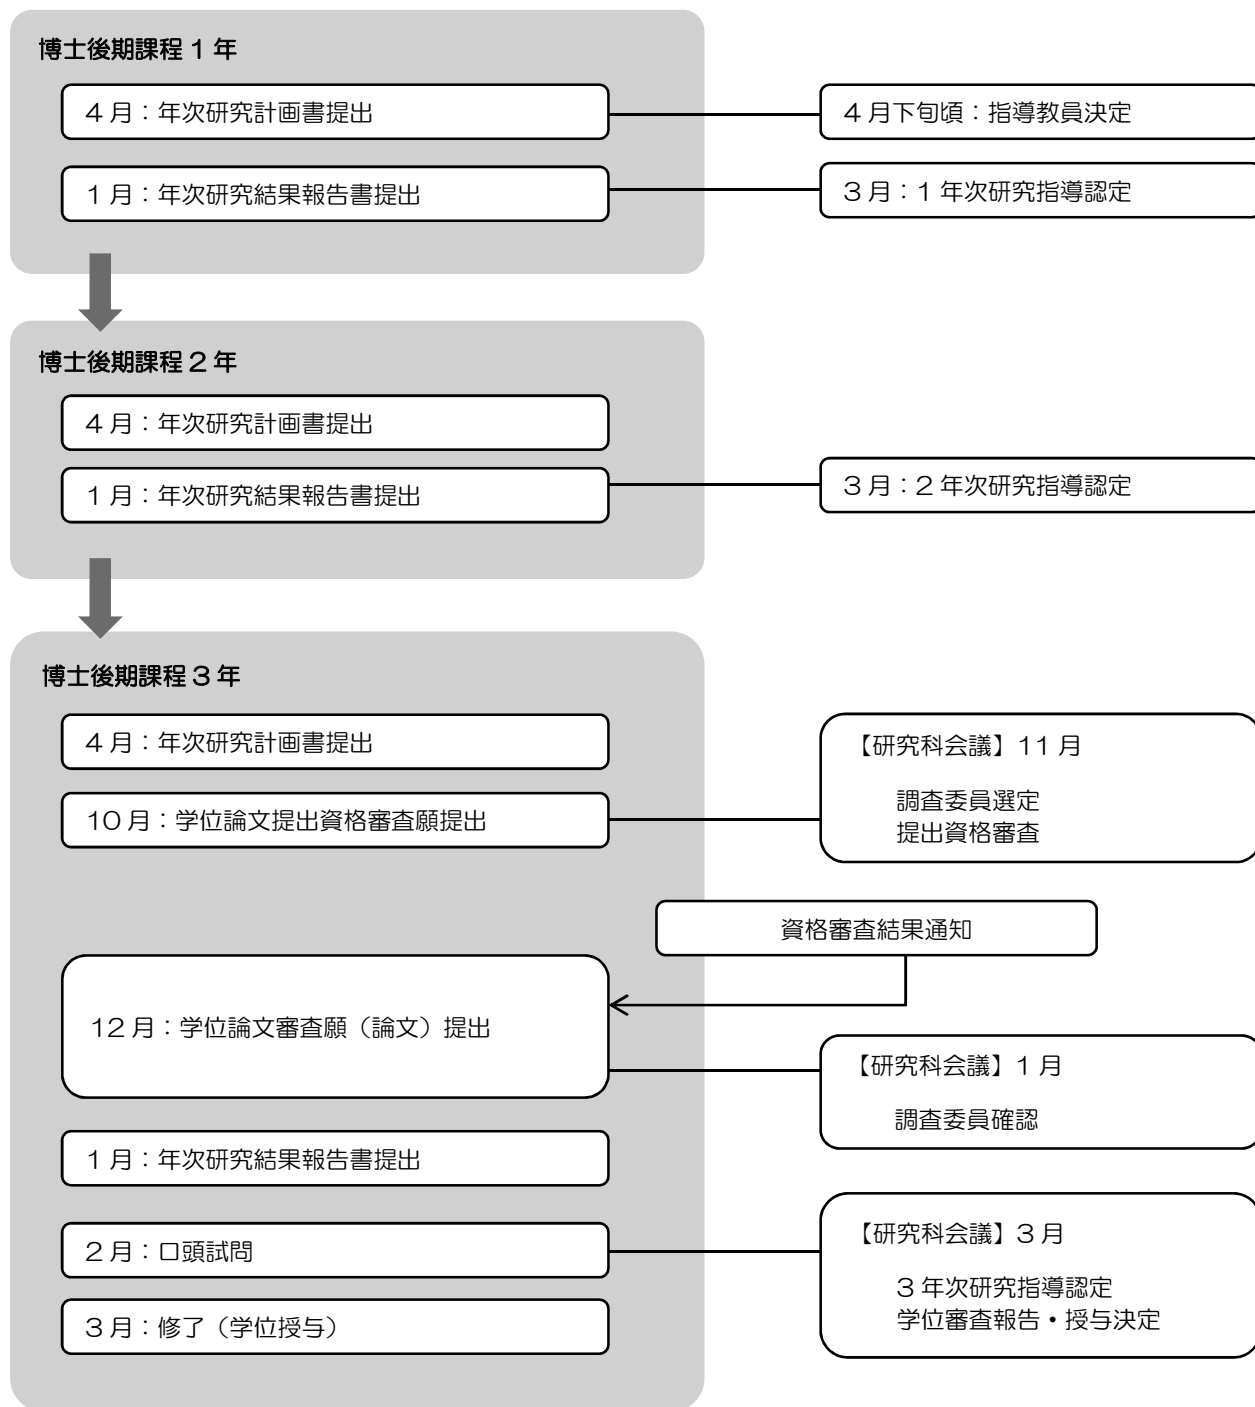 博士後期課程 1 年
4 月：年次研究計画書提出
4 月下旬頃：指導教員決定
1 月：年次研究結果報告書提出
3 月：1 年次研究指導認定
博士後期課程 2 年
4 月：年次研究計画書提出
1 月：年次研究結果報告書提出
3 月：2 年次研究指導認定
博士後期課程 3 年
4 月：年次研究計画書提出
10 月：学位論文提出資格審査願提出
【研究科会議】11 月
調査委員選定
提出資格審査
資格審査結果通知
12 月：学位論文審査願（論文）提出
【研究科会議】1 月
調査委員確認
1 月：年次研究結果報告書提出
2 月：口頭試問
【研究科会議】3 月
3 年次研究指導認定
学位審査報告・授与決定
3 月：修了（学位授与）